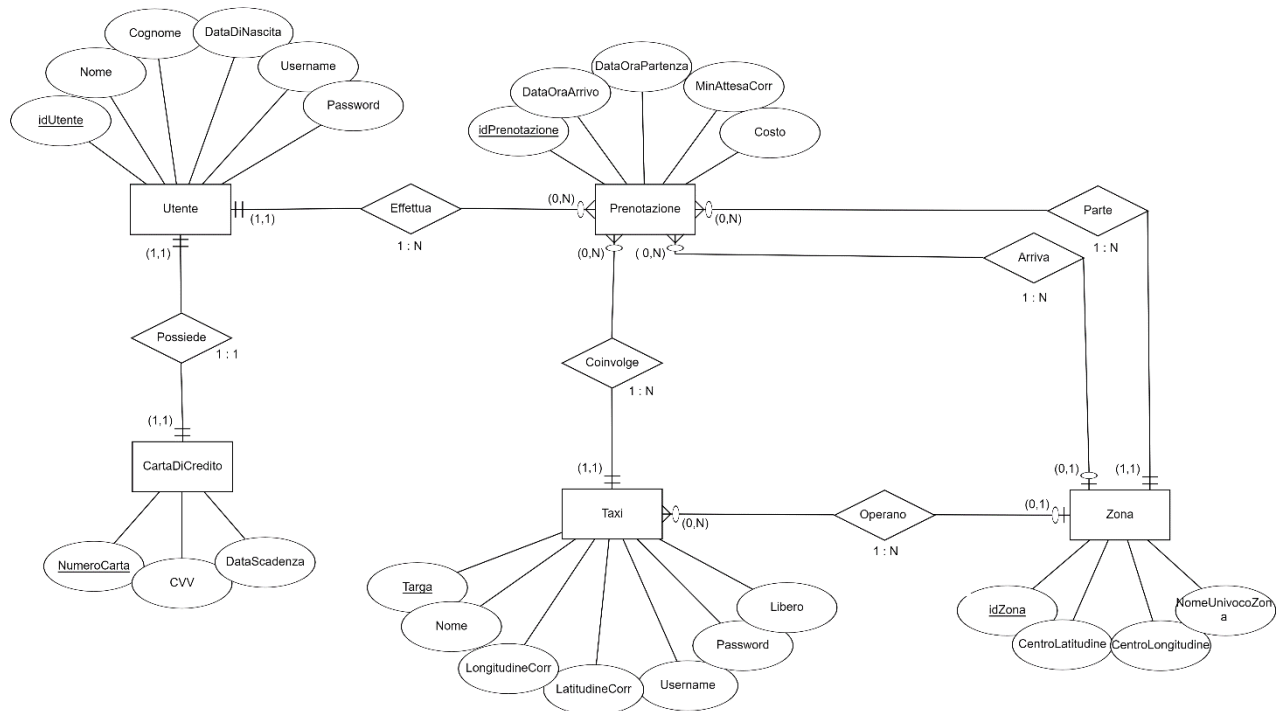 Cognome
DataDiNascita
Nome
Username
idUtente
Password
DataOraPartenza
DataOraArrivo
MinAttesaCorr
idPrenotazione
Costo
Utente
(1,1)
(1,1)
Effettua
1 : N
(0,N)
Prenotazione
(0,N)
(0,N)
( 0,N)
Parte
1 : N
Arriva
1 : N
Possiede
1 : 1
Coinvolge
1 : N
(1,1)
CartaDiCredito
NumeroCarta
CVV
DataScadenza
(1,1)
Taxi
(0,N)
Operano
1 : N
(0,1)
(0,1)
(1,1)
Zona
Targa
Nome
LongitudineCorr
LatitudineCorr
Username
Password
Libero
idZona
CentroLatitudine
CentroLongitudine
NomeUnivocoZon
a